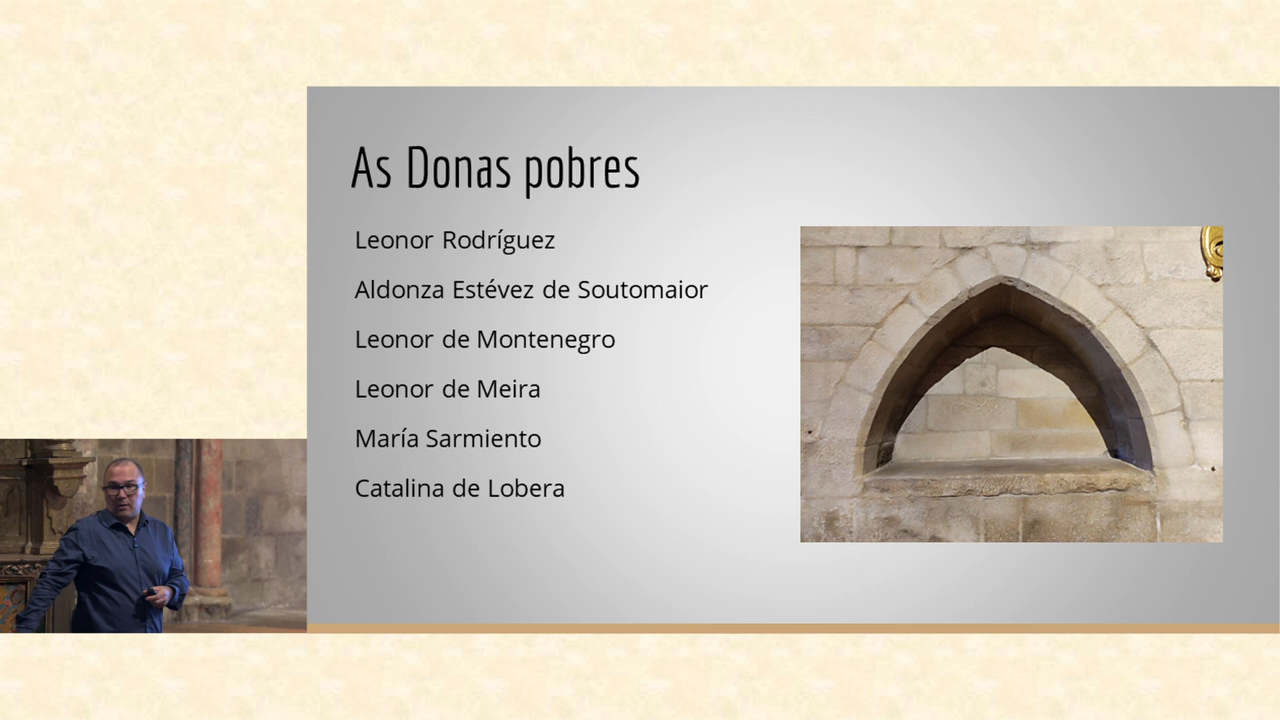 As Donas pobres
Leonor Rodríguez
Aldonza Estévez de Soutomaior
Leonor de Montenegro
Leonor de Meira
María Sarmiento
Catalina de Lobera